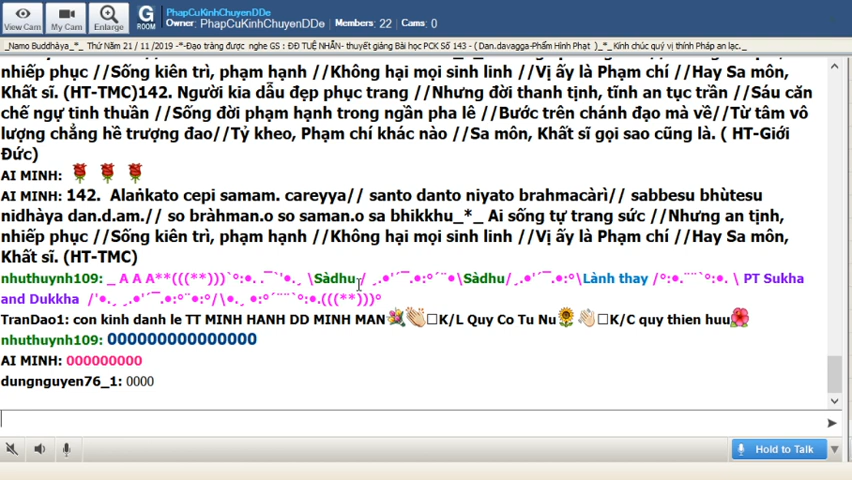 PhapCuKinhChuyenDDe
Owner: PhapCuKinhChuyenDDe Members: 22 Cams: 0
View Cam My Cam Enlarge G ROOM
_Namo Buddhàya_*_ Thứ Năm 21 / 11 /2019 -*-Đạo tràng được nghe GS : ĐĐ TUỆ NHẪN- thuyết giảng Bài học PCK Số 143 - ( Dan.davagga-Phẩm Hình Phạt )_*_ Kính chúc quý vị thính Pháp an lạc._
nhiếp phục //Sống kiên trì, phạm hạnh //Không hại mọi sinh linh //Vị ấy là Phạm chí //Hay Sa môn,
Khất sĩ. (HT-TMC)142. Người kia dẫu đẹp phục trang //Nhưng đời thanh tịnh, tĩnh an tục trần //Sáu căn
chế ngự tinh thuần //Sống đời phạm hạnh trong ngần pha lê //Bước trên chánh đạo mà về //Từ tâm vô
lượng chẳng hề trượng đao//Tỷ kheo, Phạm chí khác nào //Sa môn, Khất sĩ gọi sao cũng là. ( HT-Giới
Đức)
AI MINH:
AI MINH: 142. Alaṅkato cepi samam. careyya// santo danto niyato brahmacàrì// sabbesu bhùtesu
nidhàya dan.d.am.// so bràhman.o so saman.o sa bhikkhu_*_ Ai sống tự trang sức //Nhưng an tịnh,
nhiếp phục //Sống kiên trì, phạm hạnh //Không hại mọi sinh linh //Vị ấy là Phạm chí //Hay Sa môn,
Khất sĩ. (HT-TMC)
nhuthuynh109: _ A A A**(((**)))`°:•. .¯`'•.¸ \Sàdhu/ ¸.•'´¯.•:°´¨•\Sàdhu/¸.•'´¯.•:°\Lành thay /°:•.¨¨`°:•. \ PT Sukha
and Dukkha /'•.¸ ¸.•'´¯.•:°¨•:°/\•.¸ •:°´¨¨`°:•.(((**)))°
TranDao1: con kinh danh le TT MINH HANH DD MINH MAN K/L Quy Co Tu Nu K/C quy thien huu
nhuthuynh109: 000000000000000
AI MINH: 000000000
dungnguyen76_1: 0000
Hold to Talk